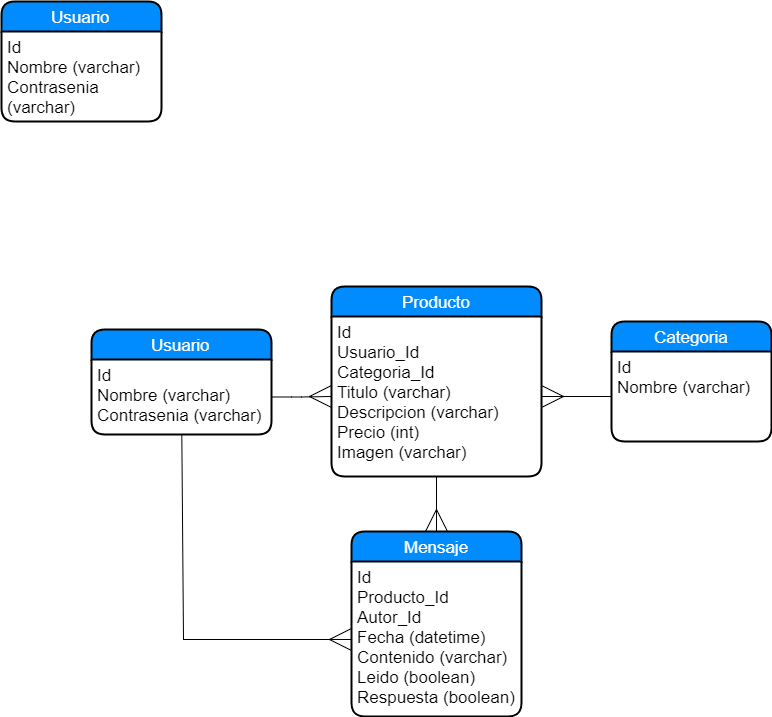 Usuario
Id
Nombre (varchar)
Contrasenia
(varchar)
Producto
Id
Usuario_Id
Categoria_Id
Titulo (varchar)
Descripcion (varchar)
Precio (int)
Imagen (varchar)
Usuario
Id
Nombre (varchar)
Contrasenia (varchar)
Categoria
Id
Nombre (varchar)
Mensaje
Id
Producto_Id
Autor_Id
Fecha (datetime)
Contenido (varchar)
Leido (boolean)
Respuesta (boolean)